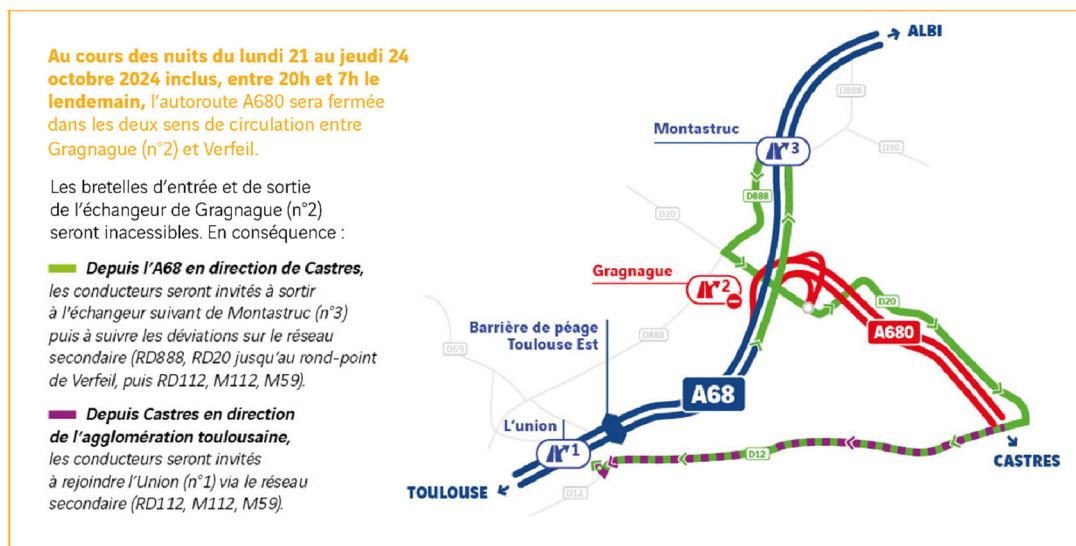 Au cours des nuits du lundi 21 au jeudi 24
octobre 2024 inclus, entre 20h et 7h le
lendemain, l'autoroute A680 sera fermée
dans les deux sens de circulation entre
Gragnague (n°2) et Verfeil.
Les bretelles d'entrée et de sortie
de l'échangeur de Gragnague (n°2)
seront inacessibles. En conséquence :
Depuis l'A68 en direction de Castres,
les conducteurs seront invités à sortir
à l'échangeur suivant de Montastruc (n°3)
puis à suivre les déviations sur le réseau
secondaire (RD888, RD20 jusqu'au rond-point
de Verfeil, puis RD112, M112, M59).
Depuis Castres en direction
de l'agglomération toulousaine,
les conducteurs seront invités
à rejoindre l'Union (n°1) via le réseau
secondaire (RD112, M112, M59).
ALBI
D888
Montastruc
3
D30
D888
D20
Gragnague
2
D20
A680
Barrière de péage
Toulouse Est
D888
D59
A68
L'union
1
D12
CASTRES
TOULOUSE
D12